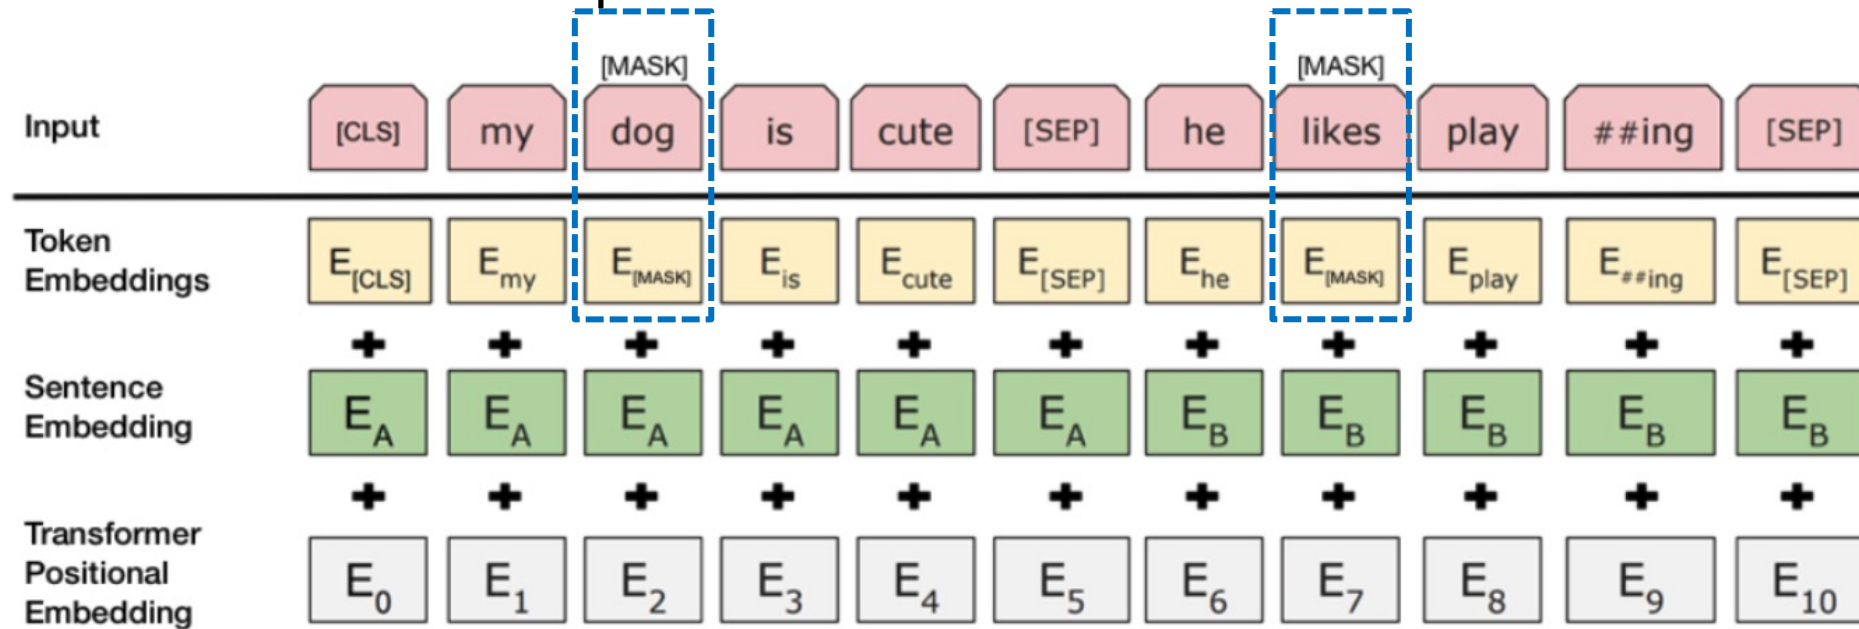 [MASK] [MASK]
Input [CLS] my dog is cute [SEP] he likes play ##ing [SEP]
Token Embeddings E[CLS] Emy E[MASK] Eis Ecute E[SEP] Ehe E[MASK] Eplay E##ing E[SEP]
+ + + + + + + + + + +
Sentence Embedding EA EA EA EA EA EA EB EB EB EB EB
+ + + + + + + + + + +
Transformer Positional Embedding E0 E1 E2 E3 E4 E5 E6 E7 E8 E9 E10